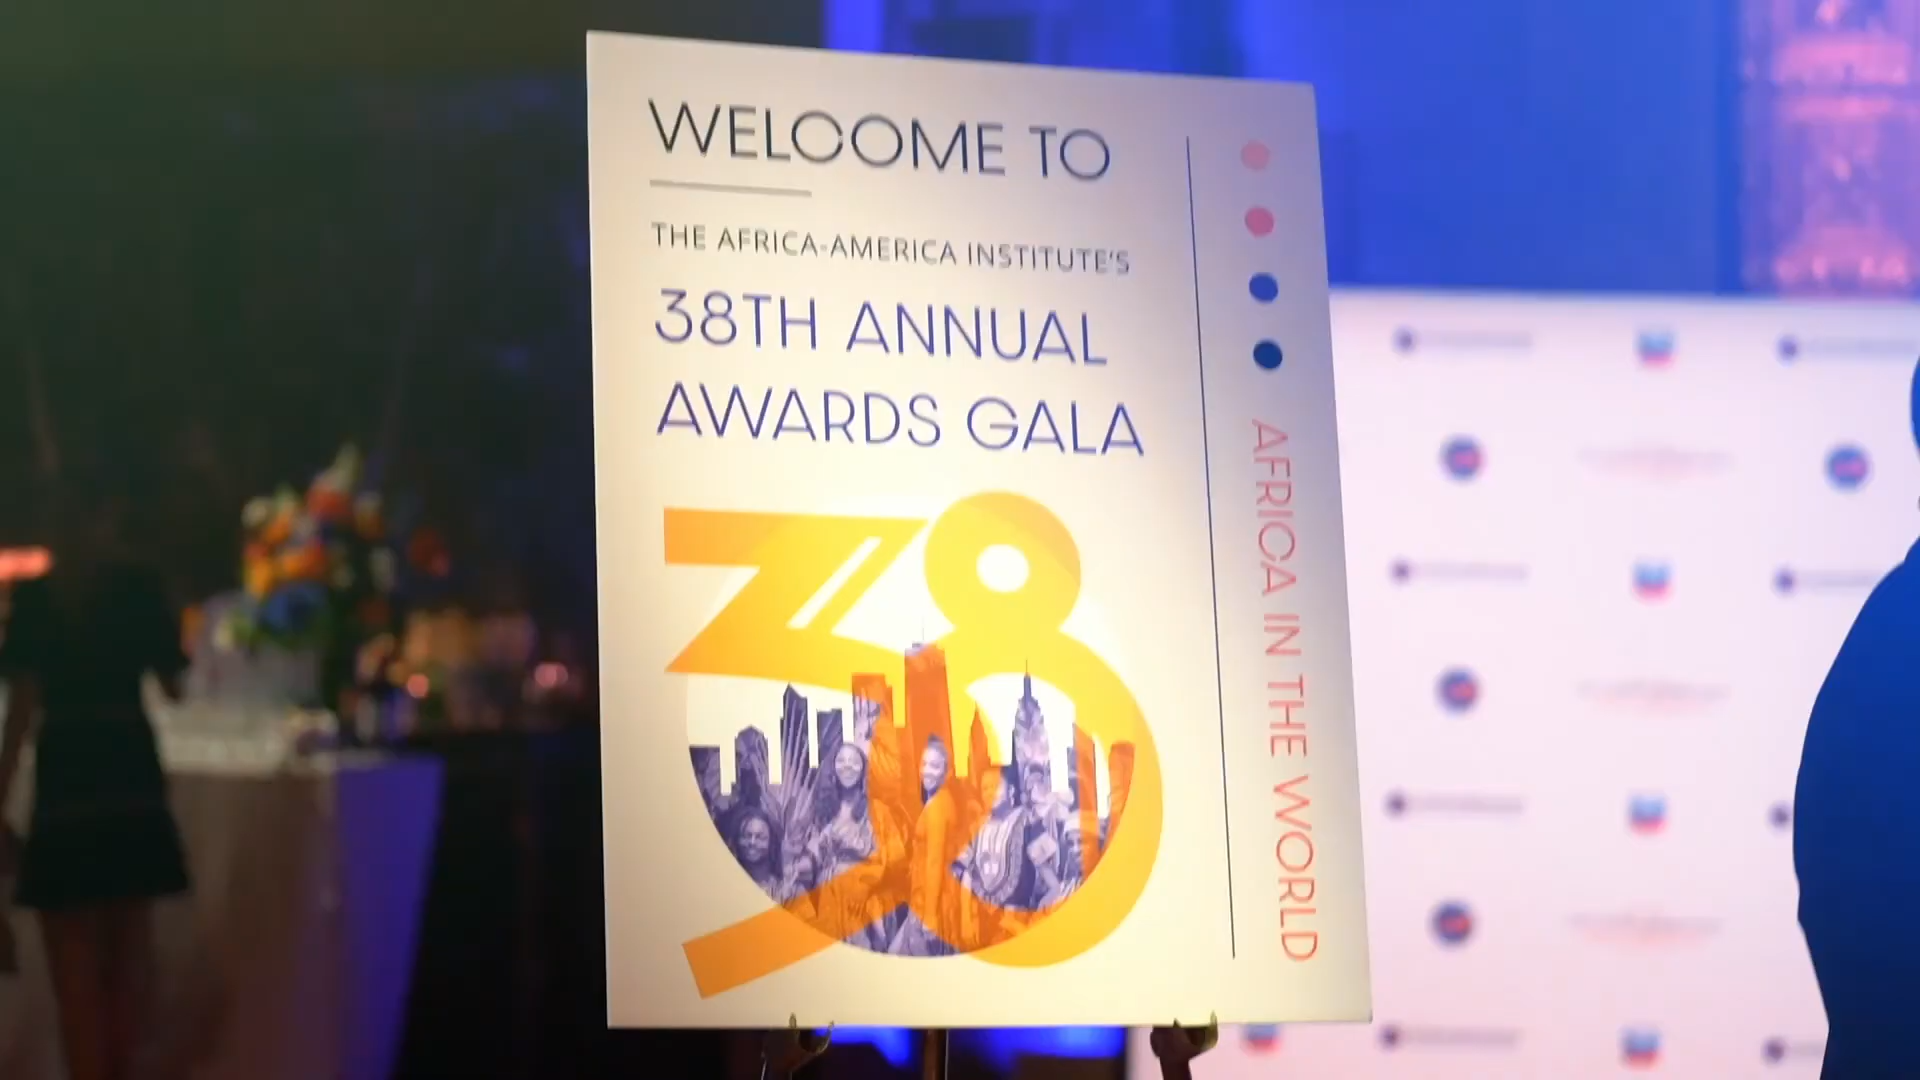 WELCOME TO
THE AFRICA-AMERICA INSTITUTE'S
38TH ANNUAL
AWARDS GALA
38
AFRICA IN THE WORLD